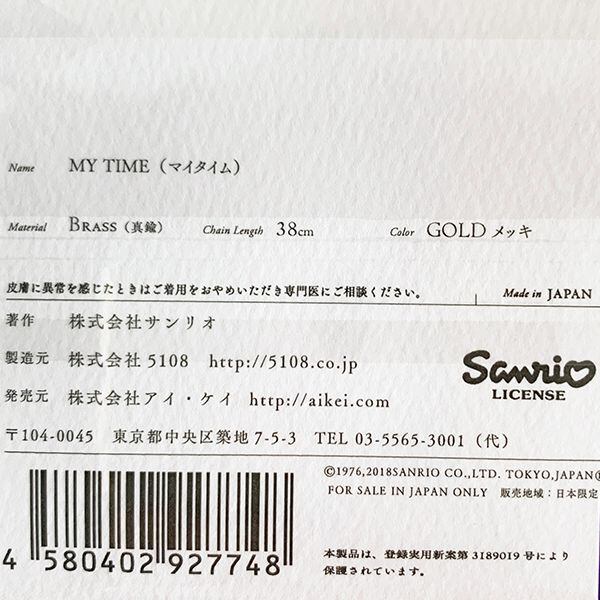 Name MY TIME（マイタイム）
Material BRASS（真鍮） Chain Length 38cm Color GOLD メッキ
皮膚に異常を感じたときはご着用をおやめいただき専門医にご相談ください。
Made in JAPAN
著作 株式会社サンリオ
製造元 株式会社5108 http://5108.co.jp
発売元 株式会社アイ・ケイ http://aikei.com
Sanrio
LICENSE
〒104-0045 東京都中央区築地7-5-3 TEL 03-5565-3001（代）
©1976,2018SANRIO CO.,LTD. TOKYO,JAPAN®
FOR SALE IN JAPAN ONLY 販売地域：日本限定
4 580402 927748
本製品は、登録実用新案第3189019号により
保護されています。